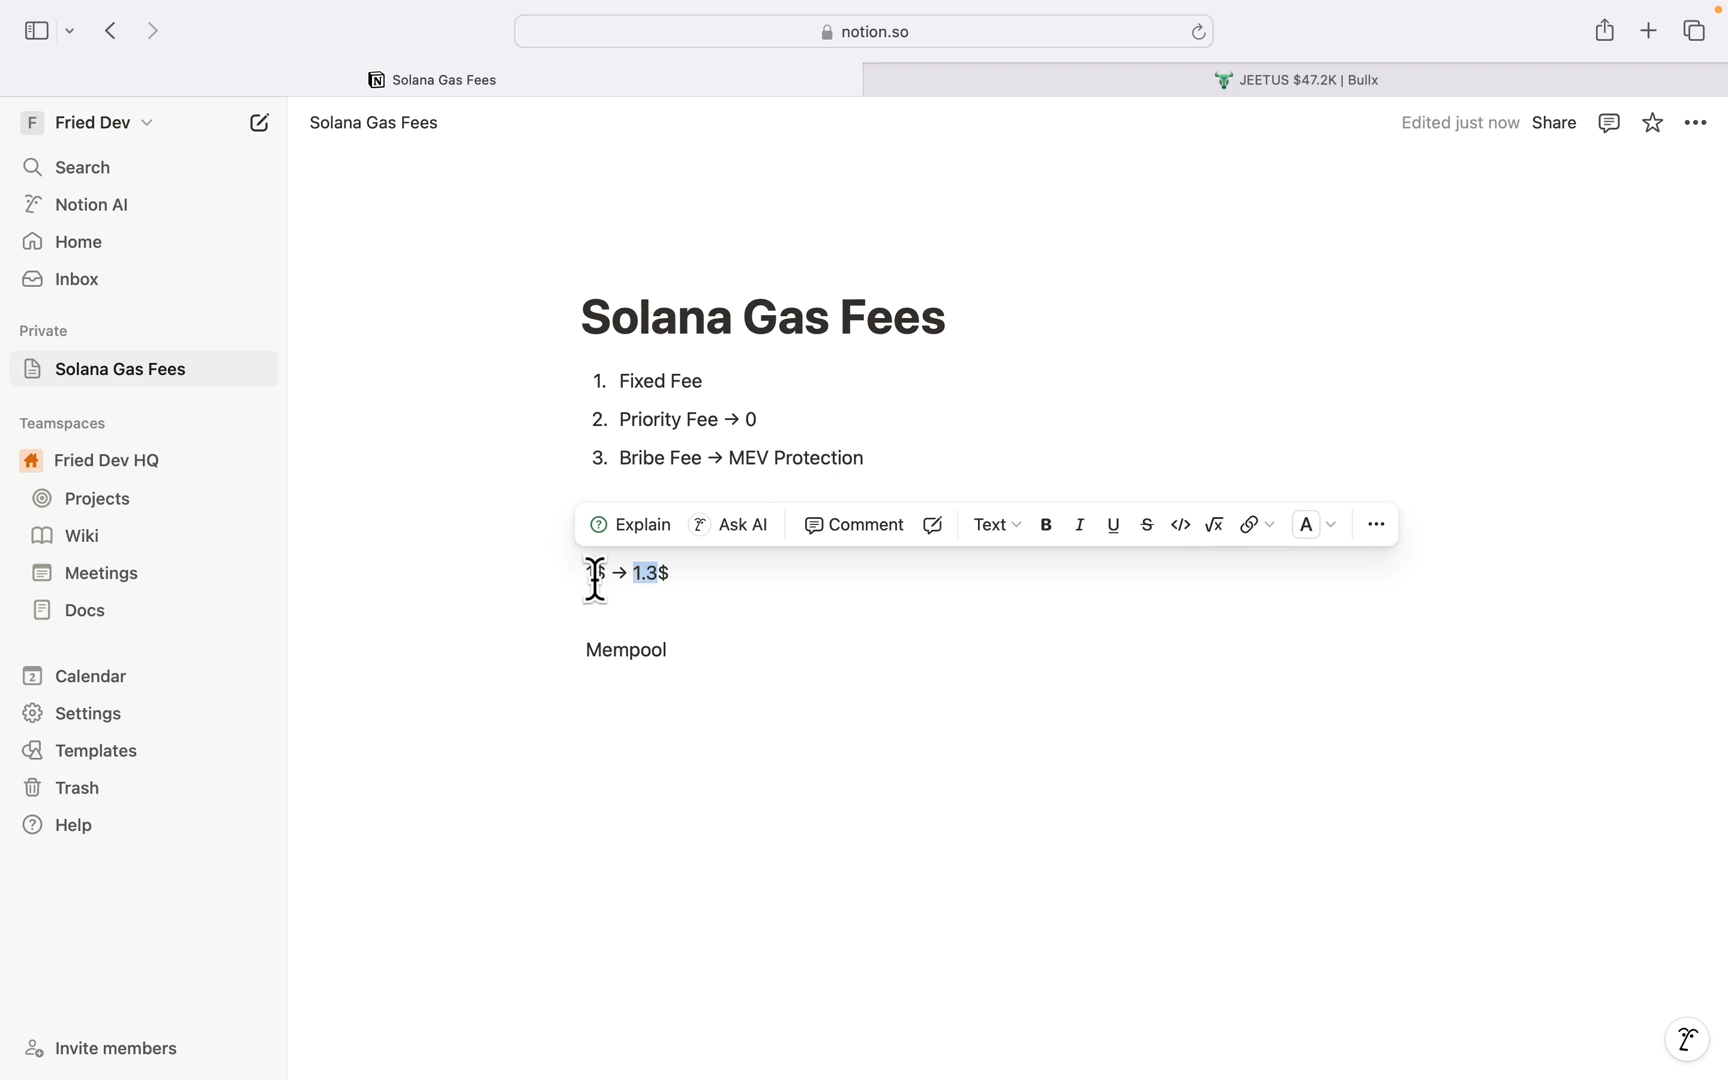 notion.so
Solana Gas Fees
JEETUS $47.2K | Bullx
F Fried Dev
Solana Gas Fees
Edited just now Share
Search
Notion AI
Home
Inbox
Private
Solana Gas Fees
Teamspaces
Fried Dev HQ
Projects
Wiki
Meetings
Docs
2 Calendar
Settings
Templates
Trash
Help
Invite members
Solana Gas Fees
1. Fixed Fee
2. Priority Fee → 0
3. Bribe Fee → MEV Protection
Explain Ask AI Comment Text B I U S </> √x A
$ → 1.3$
Mempool